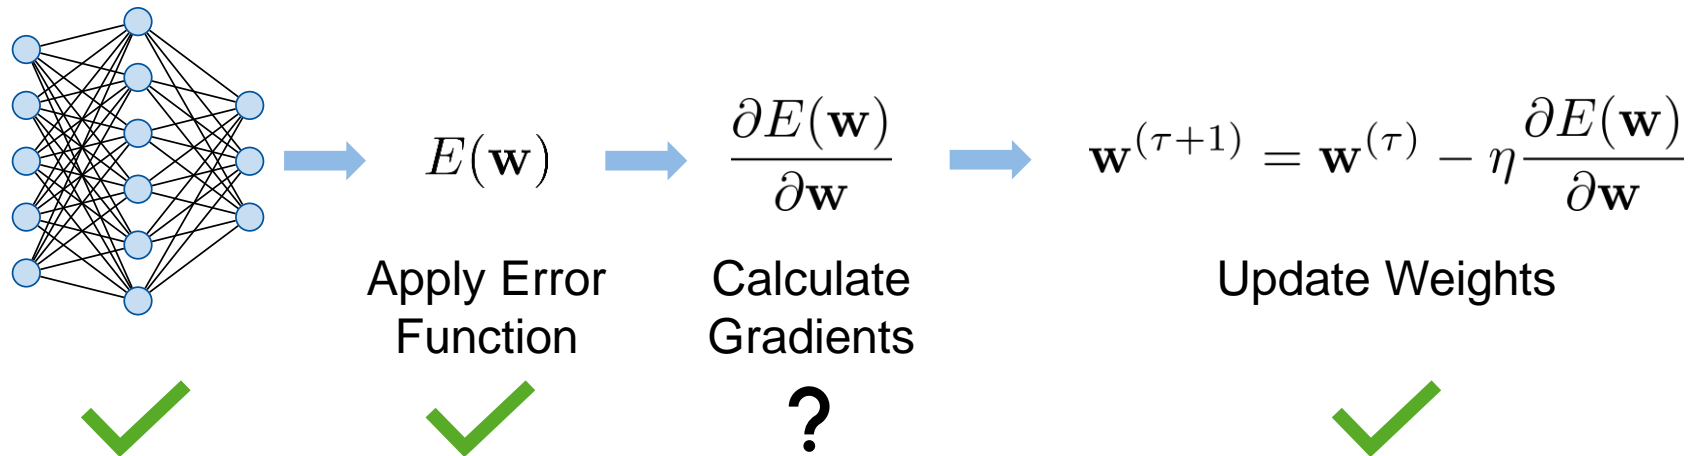 E(w)
∂E(w)
∂w
w^(τ+1) = w^(τ) − η ∂E(w)/∂w
Apply Error
Function
Calculate
Gradients
Update Weights
?